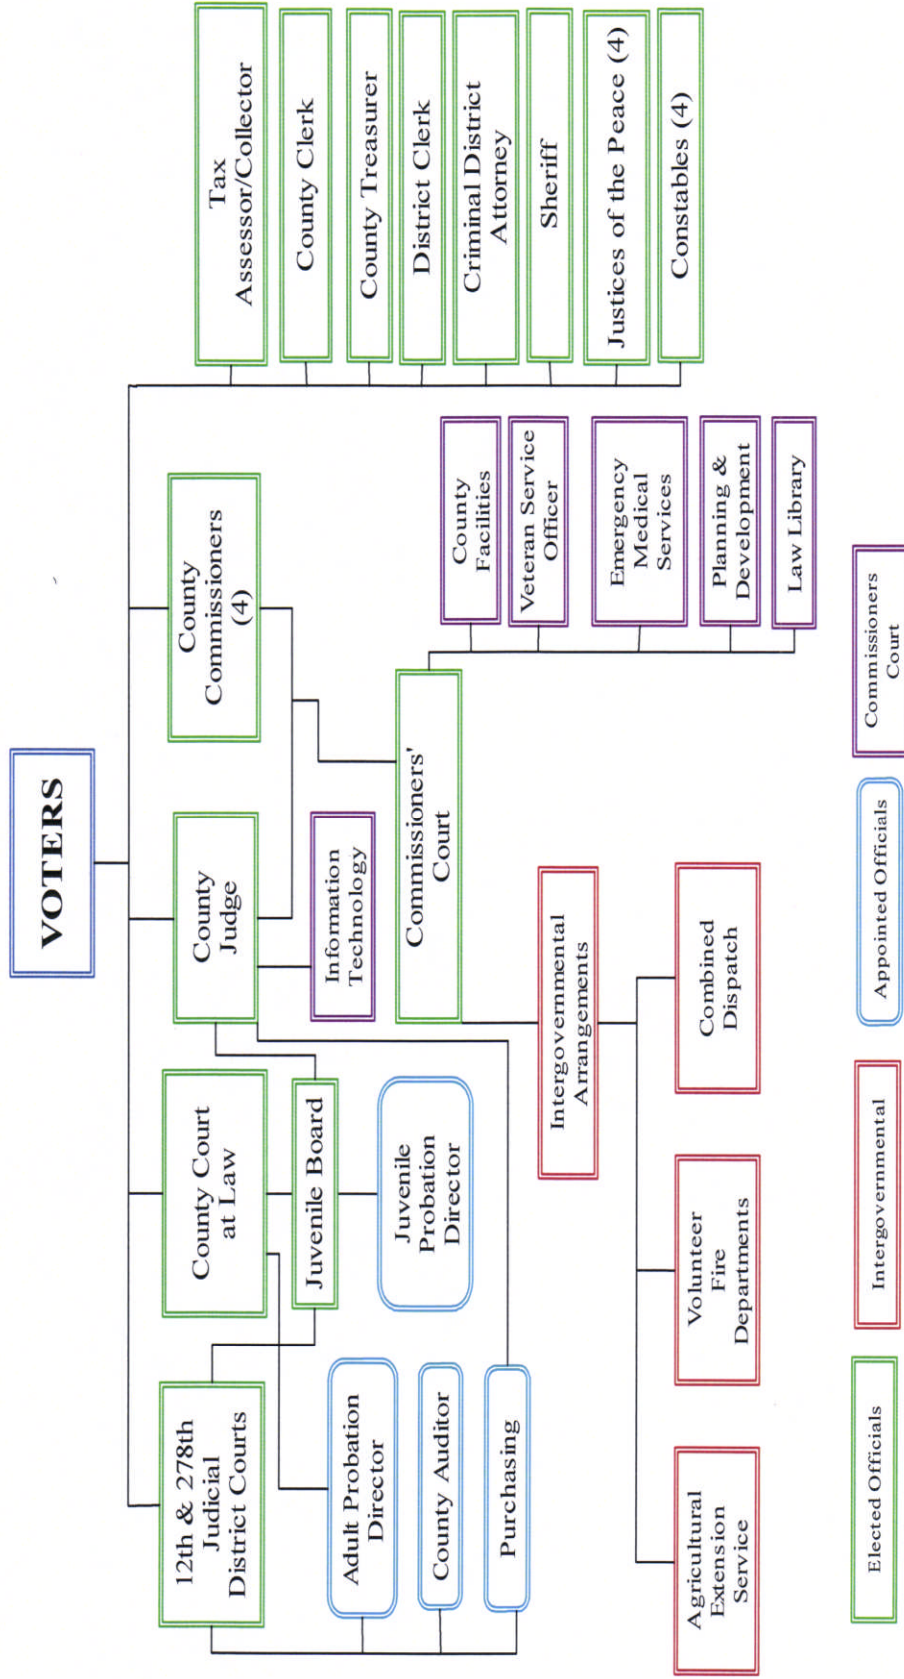 VOTERS
12th & 278th
Judicial
District Courts
County Court
at Law
County
Judge
County
Commissioners
(4)
Tax
Assessor/Collector
County Clerk
County Treasurer
District Clerk
Criminal District
Attorney
Sheriff
Justices of the Peace (4)
Constables (4)
Juvenile Board
Information
Technology
Adult Probation
Director
County Auditor
Purchasing
Juvenile
Probation
Director
Commissioners'
Court
County
Facilities
Veteran Service
Officer
Emergency
Medical
Services
Planning &
Development
Law Library
Intergovernmental
Arrangements
Agricultural
Extension
Service
Volunteer
Fire
Departments
Combined
Dispatch
Elected Officials
Intergovernmental
Appointed Officials
Commissioners
Court